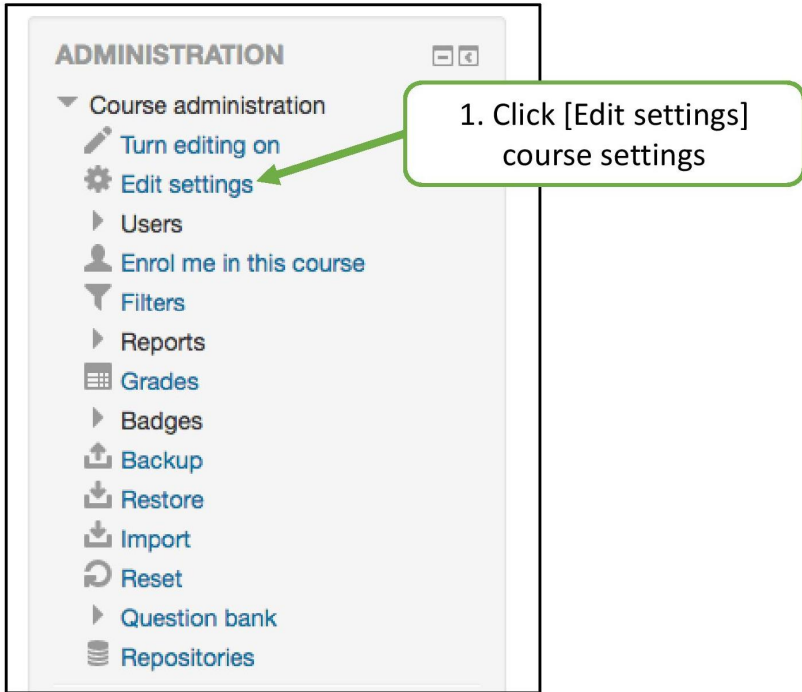 ADMINISTRATION
Course administration
Turn editing on
Edit settings
Users
Enrol me in this course
Filters
Reports
Grades
Badges
Backup
Restore
Import
Reset
Question bank
Repositories
1. Click [Edit settings]
course settings